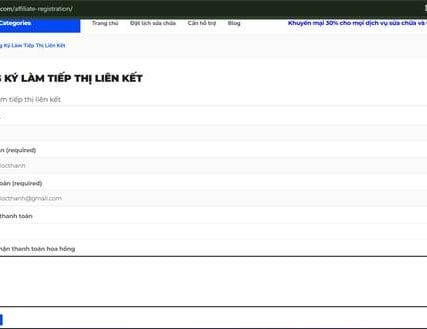 .com/affiliate-registration/
Categories
Trang chủ
Đặt lịch sửa chữa
Cần hỗ trợ
Blog
Khuyến mại 30% cho mọi dịch vụ sửa chữa và
Ký Làm Tiếp Thị Liên Kết
KÝ LÀM TIẾP THỊ LIÊN KẾT
tiếp thị liên kết
(required)
locthanh
(required)
locthanh@gmail.com
thanh toán
nhận thanh toán hoa hồng